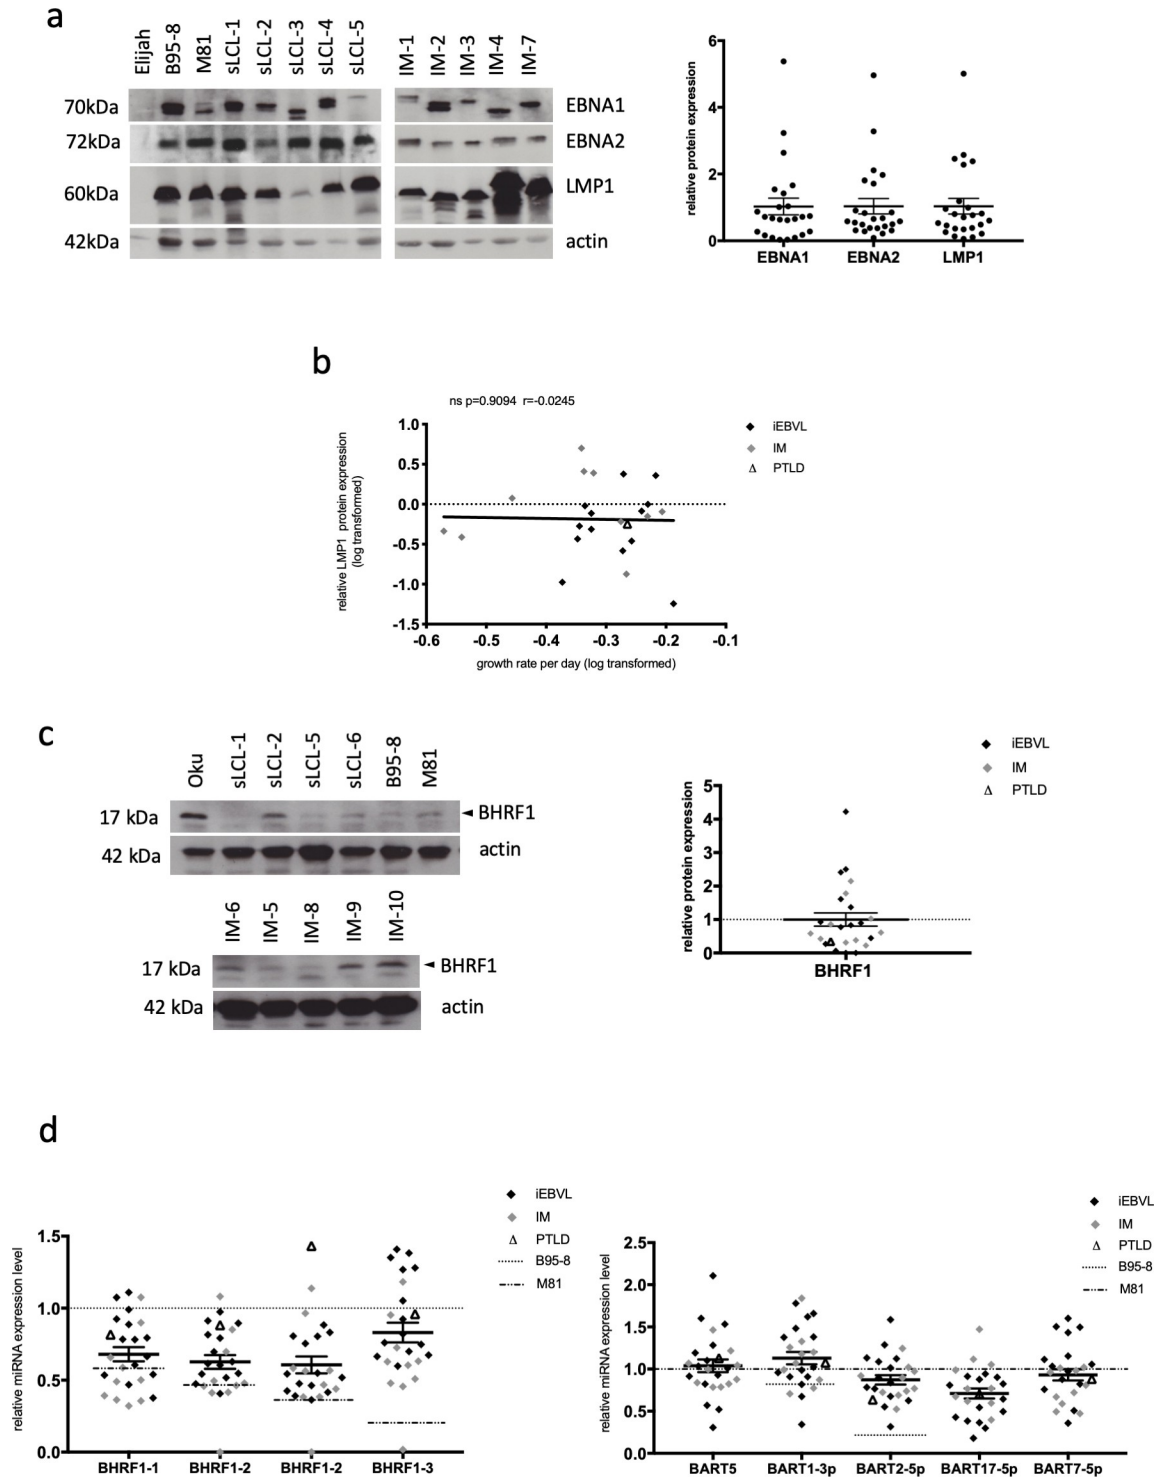 a
Elijah
B95-8
M81
sLCL-1
sLCL-2
sLCL-3
sLCL-4
sLCL-5
IM-1
IM-2
IM-3
IM-4
IM-7
70kDa
EBNA1
72kDa
EBNA2
60kDa
LMP1
42kDa
actin
relative protein expression
6
4
2
0
EBNA1 EBNA2 LMP1
b
ns p=0.9094 r=-0.0245
relative LMP1 protein expression
(log transformed)
1.0
0.5
0.0
-0.5
-1.0
-1.5
-0.6 -0.5 -0.4 -0.3 -0.2 -0.1
growth rate per day (log transformed)
iEBVL
IM
PTLD
c
Oku
sLCL-1
sLCL-2
sLCL-5
sLCL-6
B95-8
M81
17 kDa
BHRF1
42 kDa
actin
IM-6
IM-5
IM-8
IM-9
IM-10
17 kDa
BHRF1
42 kDa
actin
iEBVL
IM
PTLD
relative protein expression
5
4
3
2
1
0
BHRF1
d
iEBVL
IM
PTLD
B95-8
M81
relative miRNA expression level
1.5
1.0
0.5
0.0
BHRF1-1 BHRF1-2 BHRF1-2 BHRF1-3
iEBVL
IM
PTLD
B95-8
M81
relative miRNA expression level
2.5
2.0
1.5
1.0
0.5
0.0
BART5 BART1-3p BART2-5p BART17-5p BART7-5p